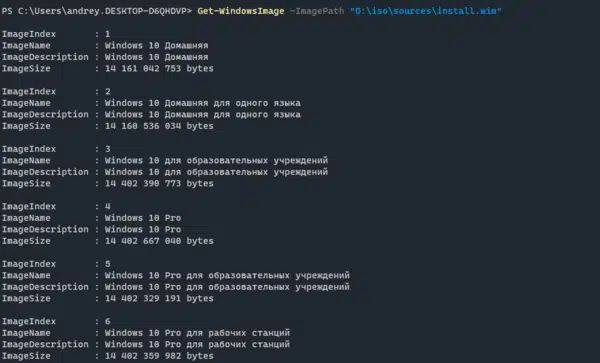 PS C:\Users\andrey.DESKTOP-D6QHDVP> Get-WindowsImage -ImagePath "D:\iso\sources\install.wim"
ImageIndex : 1
ImageName : Windows 10 Домашняя
ImageDescription : Windows 10 Домашняя
ImageSize : 14 161 042 753 bytes
ImageIndex : 2
ImageName : Windows 10 Домашняя для одного языка
ImageDescription : Windows 10 Домашняя для одного языка
ImageSize : 14 160 536 034 bytes
ImageIndex : 3
ImageName : Windows 10 для образовательных учреждений
ImageDescription : Windows 10 для образовательных учреждений
ImageSize : 14 402 390 773 bytes
ImageIndex : 4
ImageName : Windows 10 Pro
ImageDescription : Windows 10 Pro
ImageSize : 14 402 667 040 bytes
ImageIndex : 5
ImageName : Windows 10 Pro для образовательных учреждений
ImageDescription : Windows 10 Pro для образовательных учреждений
ImageSize : 14 402 329 191 bytes
ImageIndex : 6
ImageName : Windows 10 Pro для рабочих станций
ImageDescription : Windows 10 Pro для рабочих станций
ImageSize : 14 402 359 982 bytes